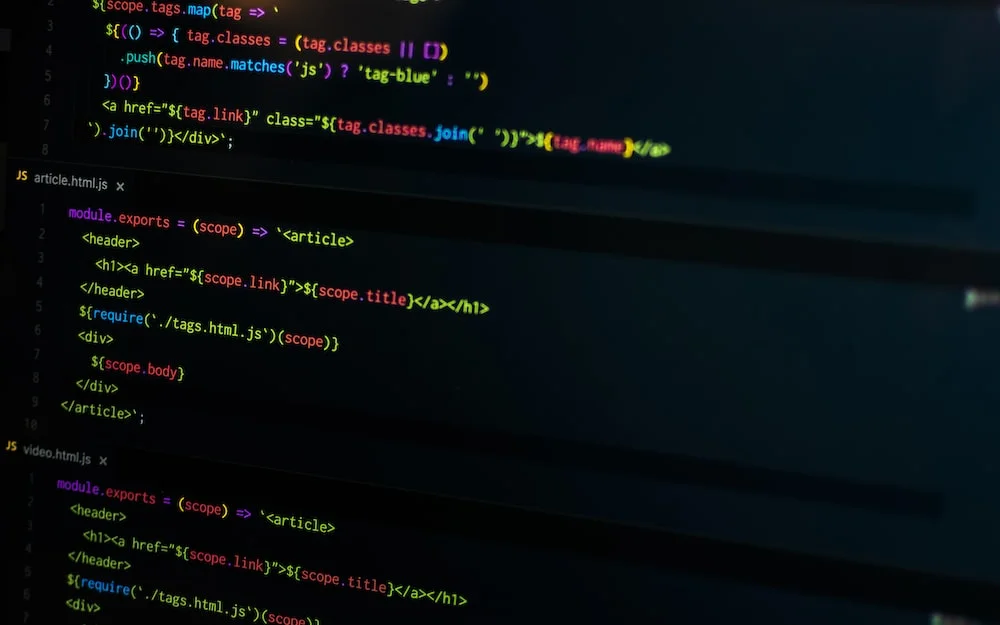 ${scope.tags.map(tag => `
${(() => { tag.classes = (tag.classes || [])
.push(tag.name.matches('js') ? 'tag-blue' : '')
})()}
<a href="${tag.link}" class="${tag.classes.join(' ')}">${tag.name}</a>
`).join('')}</div>`;
2
3
4
5
6
7
8
JS article.html.js ×
1 module.exports = (scope) => `<article>
2 <header>
3 <h1><a href="${scope.link}">${scope.title}</a></h1>
4 </header>
5 ${require('./tags.html.js')(scope)}
6 <div>
7 ${scope.body}
8 </div>
9 </article>`;
10
JS video.html.js ×
1 module.exports = (scope) => `<article>
2 <header>
3 <h1><a href="${scope.link}">${scope.title}</a></h1>
4 </header>
5 ${require('./tags.html.js')(scope)}
6 <div>
7